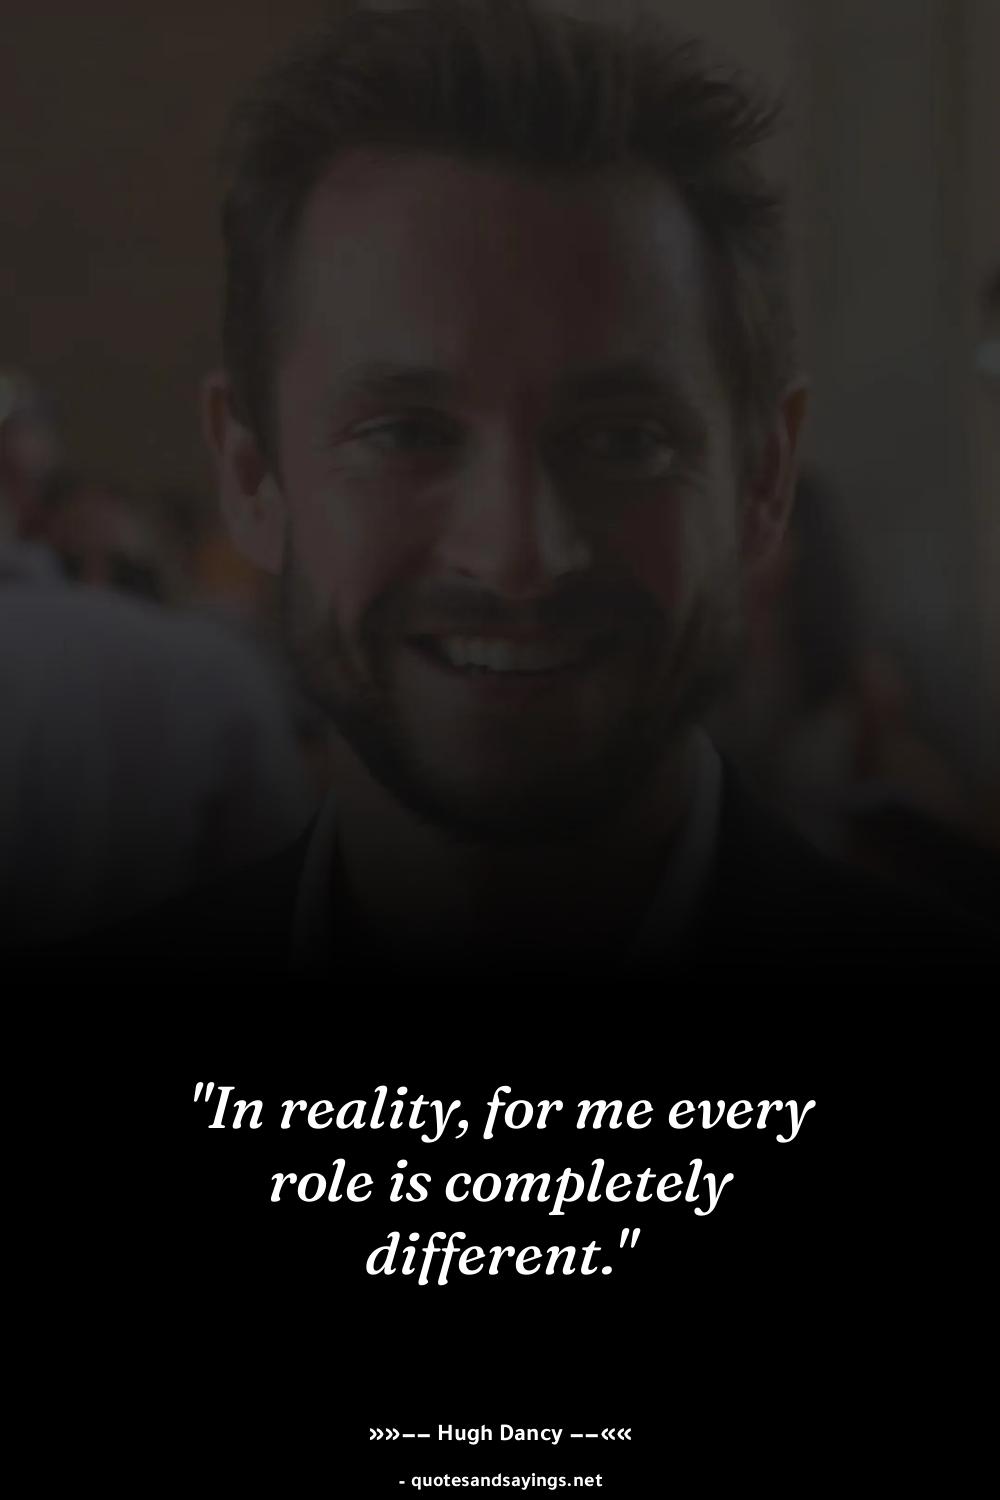 "In reality, for me every
role is completely
different."
»»–– Hugh Dancy ––««
- quotesandsayings.net